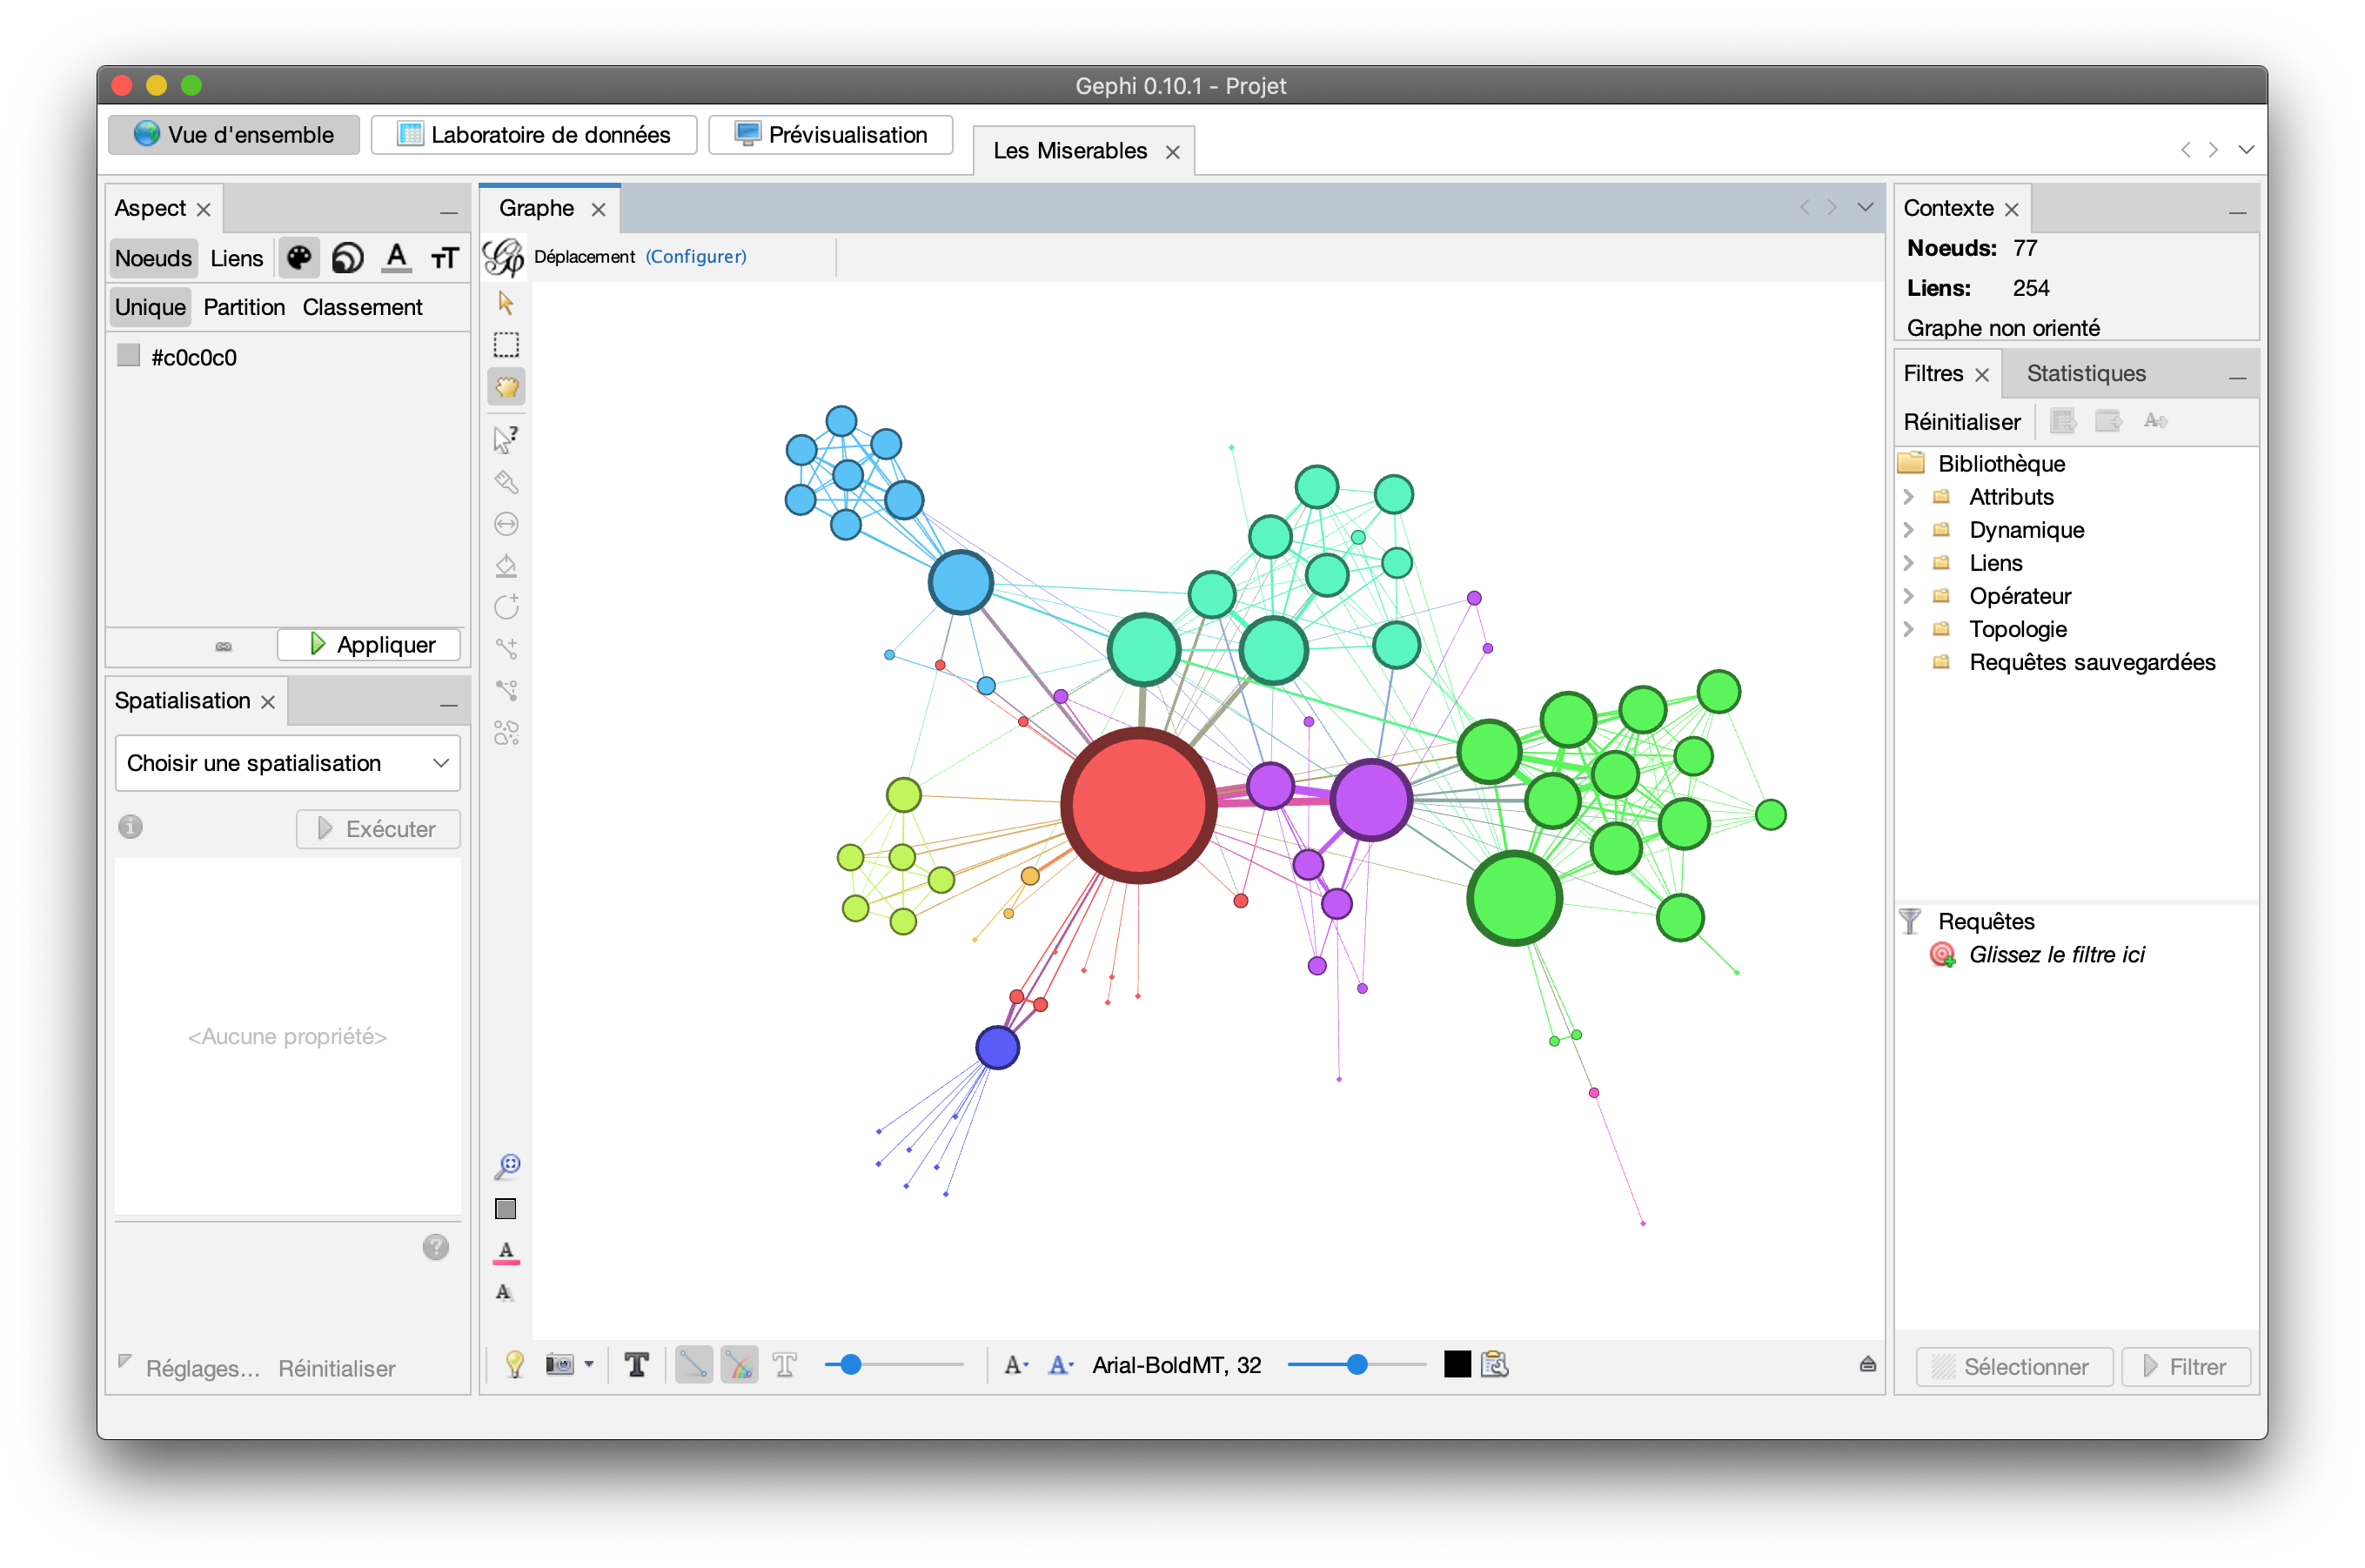 Gephi 0.10.1 - Projet
Vue d'ensemble
Laboratoire de données
Prévisualisation
Les Miserables
Aspect
Noeuds Liens
Unique Partition Classement
#c0c0c0
Appliquer
Spatialisation
Choisir une spatialisation
Exécuter
<Aucune propriété>
Réglages... Réinitialiser
Graphe
Déplacement (Configurer)
Arial-BoldMT, 32
Contexte
Noeuds: 77
Liens: 254
Graphe non orienté
Filtres
Statistiques
Réinitialiser
Bibliothèque
Attributs
Dynamique
Liens
Opérateur
Topologie
Requêtes sauvegardées
Requêtes
Glissez le filtre ici
Sélectionner
Filtrer